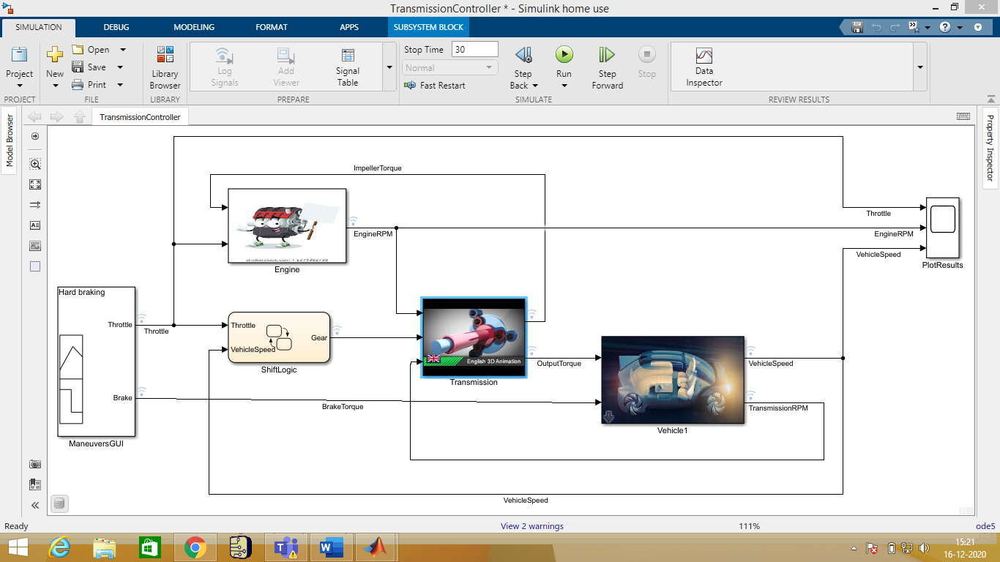 TransmissionController * - Simulink home use
SIMULATION
DEBUG
MODELING
FORMAT
APPS
SUBSYSTEM BLOCK
Project
New
Open
Save
Print
Library
Browser
Log
Signals
Add
Viewer
Signal
Table
Stop Time 30
Normal
Fast Restart
Step
Back
Run
Step
Forward
Stop
Data
Inspector
PROJECT
FILE
LIBRARY
PREPARE
SIMULATE
REVIEW RESULTS
Model Browser
TransmissionController
Property Inspector
ImpellerTorque
Throttle
EngineRPM
EngineRPM
VehicleSpeed
shutterstock.com • 1374302739
Engine
PlotResults
Hard braking
Throttle
Throttle
Brake
ManeuversGUI
Throttle
VehicleSpeed
Gear
ShiftLogic
English 3D Animation
Transmission
OutputTorque
VehicleSpeed
TransmissionRPM
BrakeTorque
Vehicle1
VehicleSpeed
Ready
View 2 warnings
111%
ode5
15:21
16-12-2020